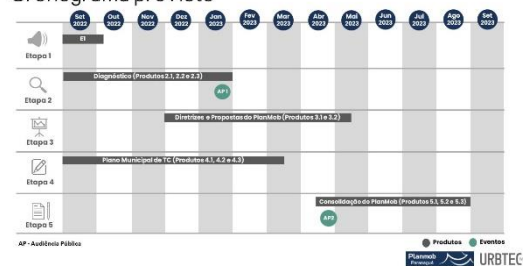 Cronograma pré Reto
Set 2022 Out 2022 Nov 2022 Dez 2022 Jan 2023 Fev 2023 Mar 2023 Abr 2023 Mai 2023 Jun 2023 Jul 2023 Ago 2023 Set 2023
E1
Etapa 1
Diagnóstico (Produtos 2.1, 2.2 e 2.3)
AP1
Etapa 2
Diretrizes e Propostas do PlanMob (Produtos 3.1 e 3.2)
Etapa 3
Plano Municipal de TC (Produtos 4.1, 4.2 e 4.3)
Etapa 4
Consolidação do PlanMob (Produtos 5.1, 5.2 e 5.3)
AP2
Etapa 5
AP - Audiência Pública
Produtos Eventos
Planmob
Paranaguá
URBTEC